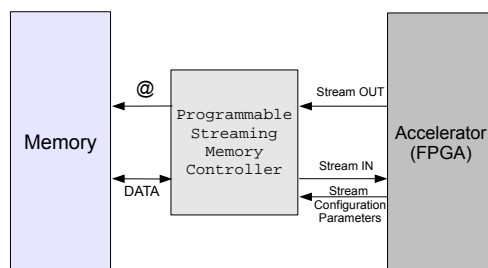 Memory
@
DATA
Programmable
Streaming
Memory
Controller
Stream OUT
Stream IN
Stream
Configuration
Parameters
Accelerator
(FPGA)